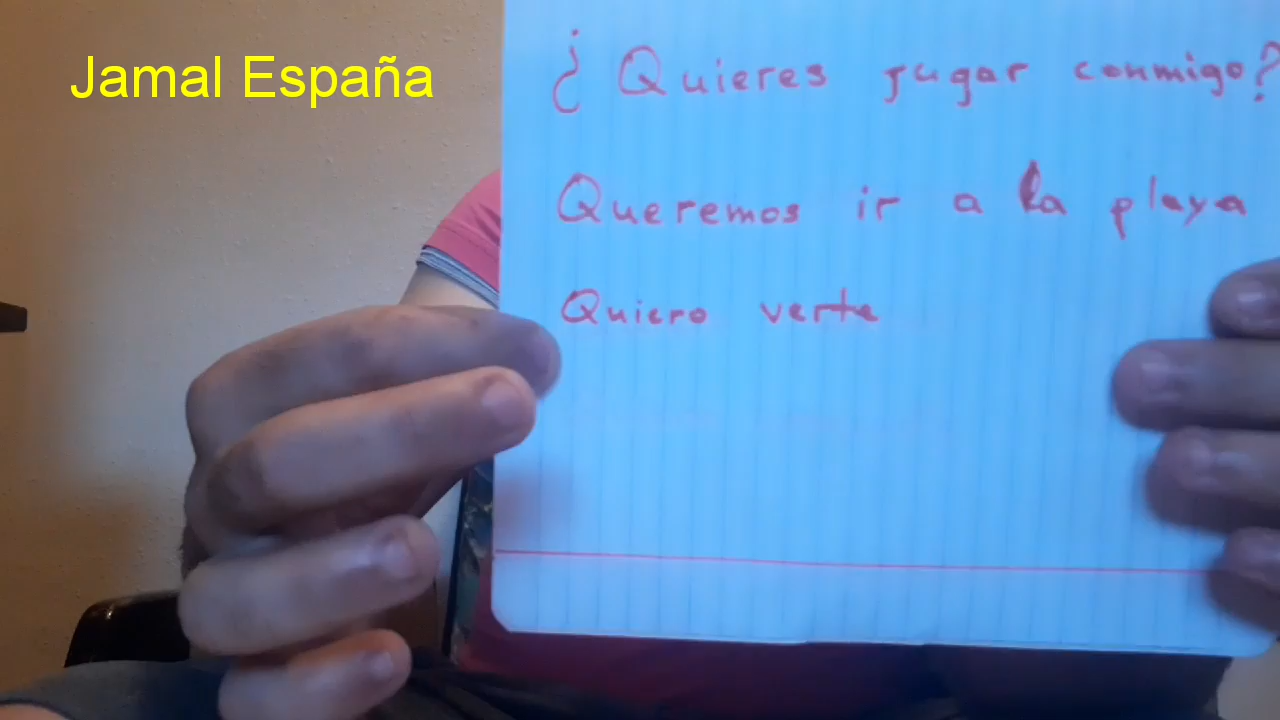 Jamal España
¿Quieres jugar conmigo?
Queremos ir a la playa
Quiero verte